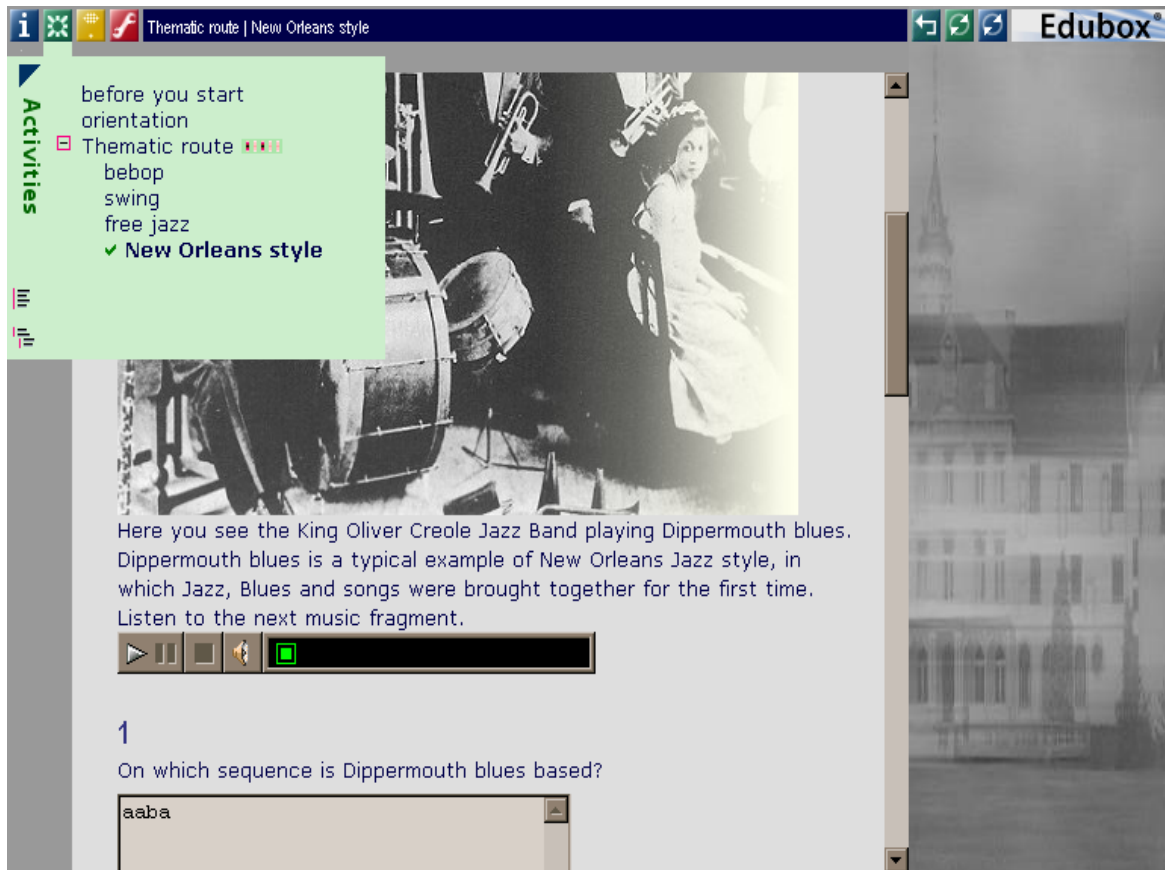 Thematic route | New Orleans style
Edubox®
Activities
before you start
orientation
Thematic route
bebop
swing
free jazz
New Orleans style
Here you see the King Oliver Creole Jazz Band playing Dippermouth blues.
Dippermouth blues is a typical example of New Orleans Jazz style, in
which Jazz, Blues and songs were brought together for the first time.
Listen to the next music fragment.
1
On which sequence is Dippermouth blues based?
aaba